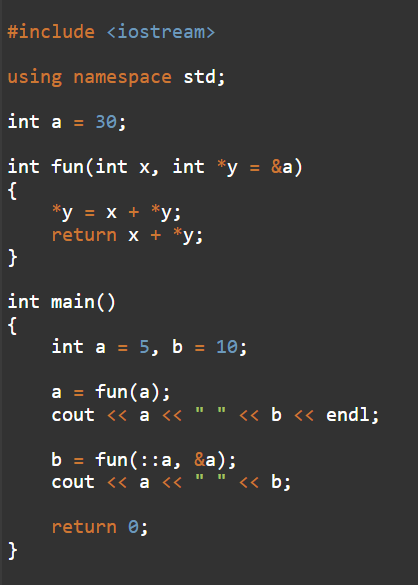 #include <iostream>
using namespace std;
int a = 30;
int fun(int x, int *y = &a)
{
    *y = x + *y;
    return x + *y;
}
int main()
{
    int a = 5, b = 10;
    a = fun(a);
    cout << a << " " << b << endl;
    b = fun(::a, &a);
    cout << a << " " << b;
    return 0;
}